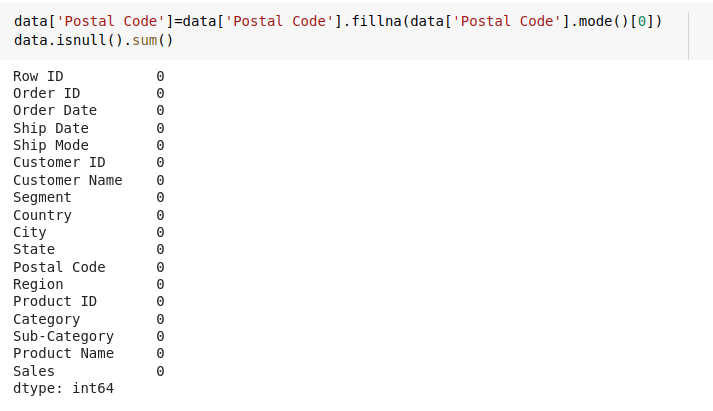 data['Postal Code']=data['Postal Code'].fillna(data['Postal Code'].mode()[0])
data.isnull().sum()
Row ID 0
Order ID 0
Order Date 0
Ship Date 0
Ship Mode 0
Customer ID 0
Customer Name 0
Segment 0
Country 0
City 0
State 0
Postal Code 0
Region 0
Product ID 0
Category 0
Sub-Category 0
Product Name 0
Sales 0
dtype: int64